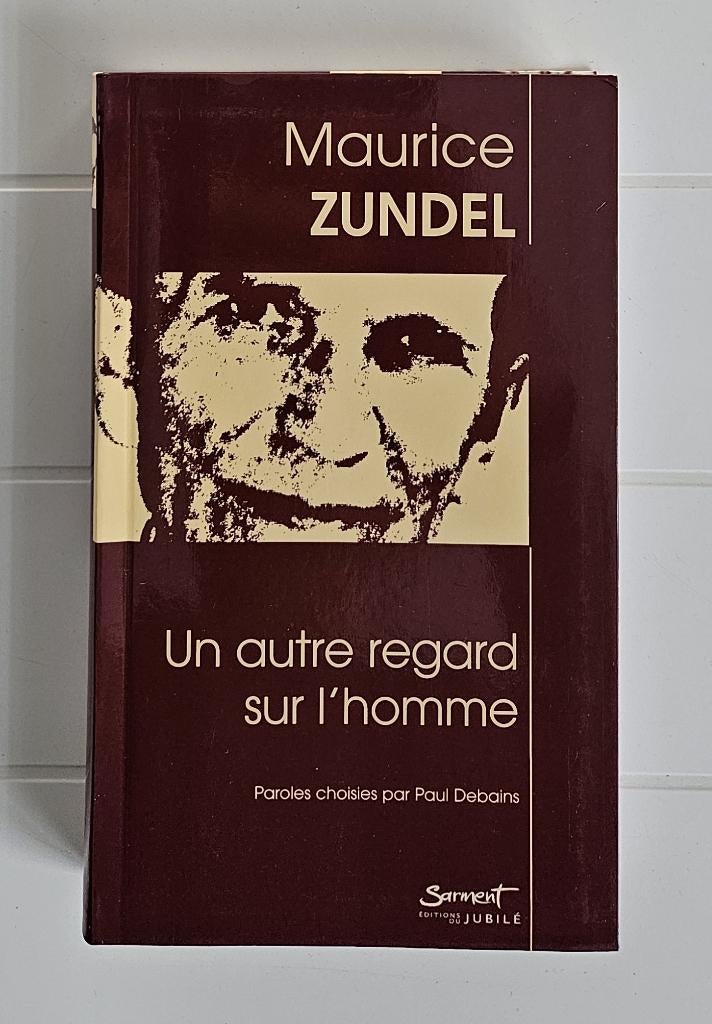 Maurice
ZUNDEL
Un autre regard
sur l'homme
Paroles choisies par Paul Debains
Sarment
ÉDITIONS
DU JUBILÉ